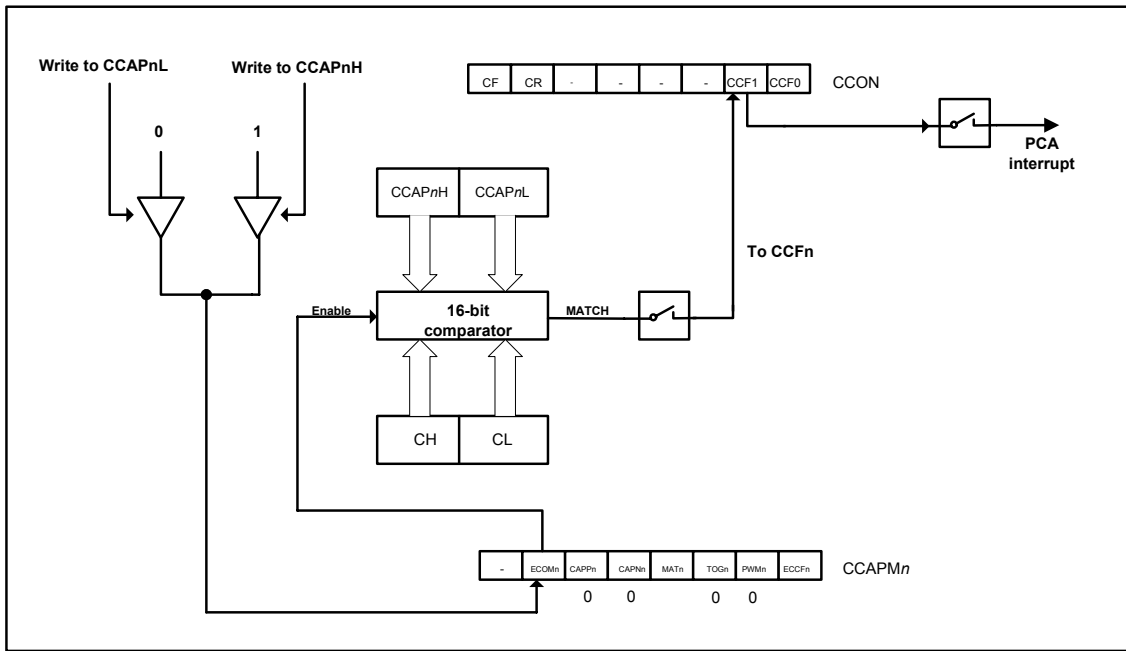 Write to CCAPnL
Write to CCAPnH
0
1
CF CR - - - - CCF1 CCF0 CCON
PCA
interrupt
CCAPnH CCAPnL
To CCFn
Enable
16-bit
comparator
MATCH
CH CL
- ECOMn CAPPn CAPNn MATn TOGn PWMn ECCFn CCAPMn
0 0 0 0